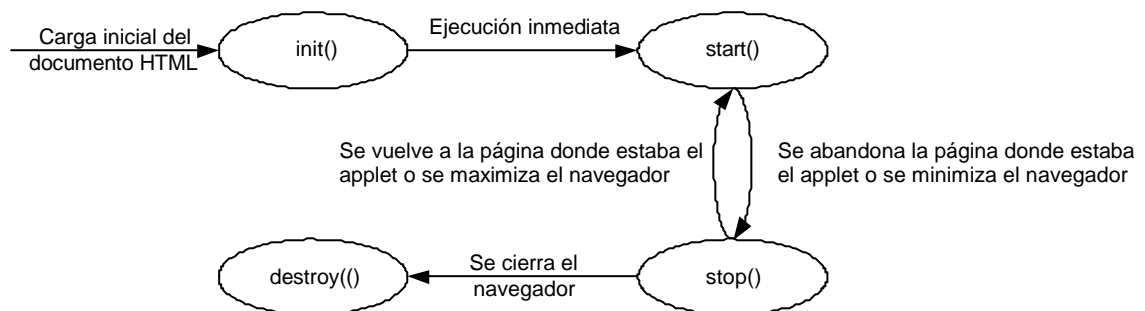 Carga inicial del
documento HTML
init()
Ejecución inmediata
start()
Se vuelve a la página donde estaba el
applet o se maximiza el navegador
Se abandona la página donde estaba
el applet o se minimiza el navegador
destroy(()
Se cierra el
navegador
stop()